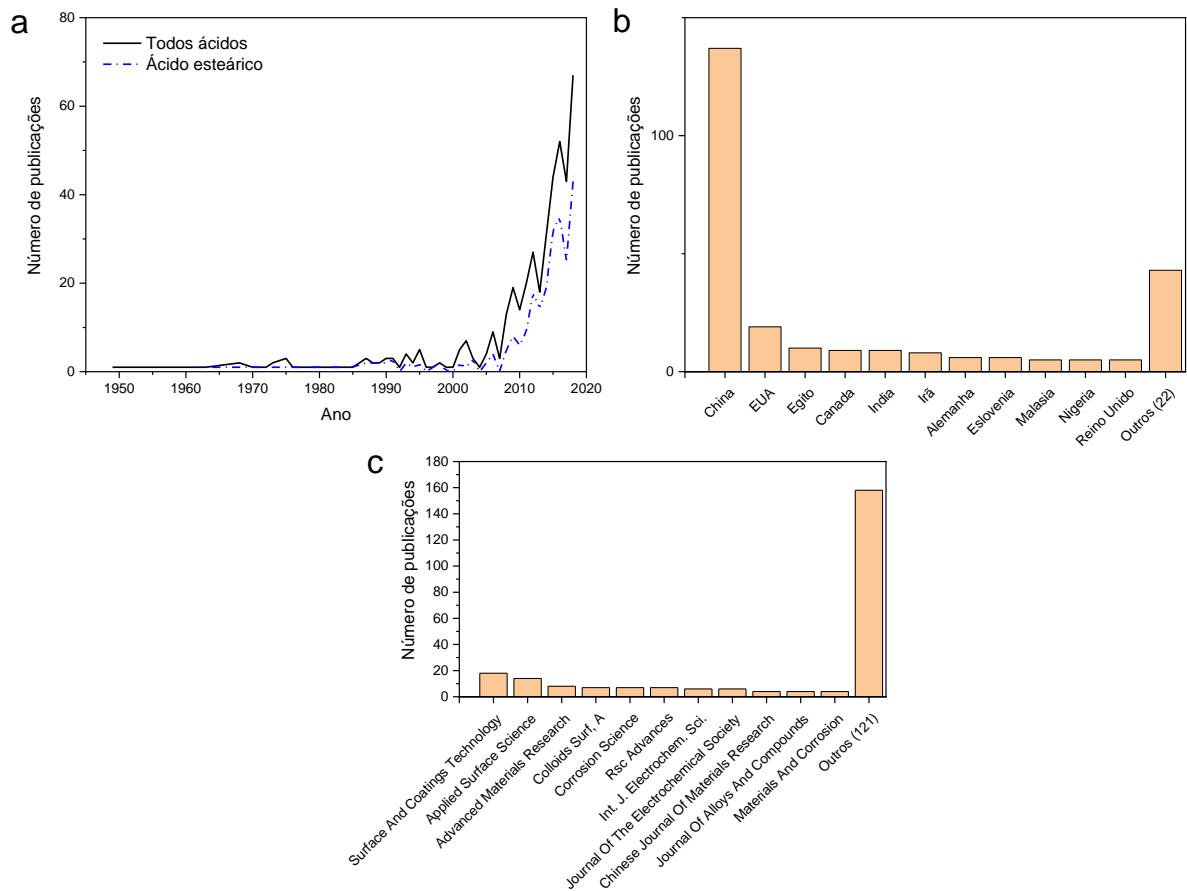 a
80
60
40
20
0
Número de publicações
Todos ácidos
Ácido esteárico
1950
1960
1970
1980
1990
2000
2010
2020
Ano
b
100
0
Número de publicações
China
EUA
Egito
Canada
India
Irã
Alemanha
Eslovenia
Malasia
Nigeria
Reino Unido
Outros (22)
c
180
160
140
120
100
80
60
40
20
0
Número de publicações
Surface And Coatings Technology
Applied Surface Science
Advanced Materials Research
Colloids Surf, A
Corrosion Science
Rsc Advances
Int. J. Electrochem. Sci.
Journal Of The Electrochemical Society
Chinese Journal Of Materials Research
Journal Of Alloys And Compounds
Materials And Corrosion
Outros (121)